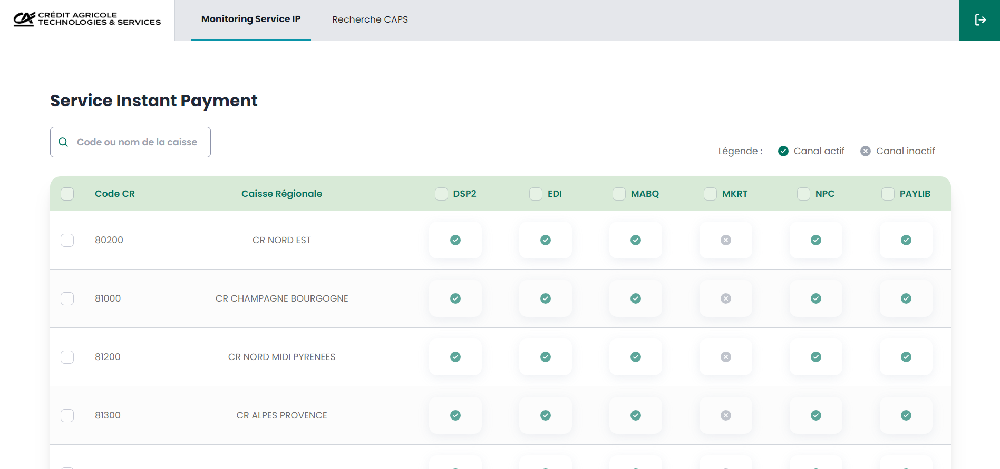 CRÉDIT AGRICOLE
TECHNOLOGIES & SERVICES
Monitoring Service IP
Recherche CAPS
Service Instant Payment
Code ou nom de la caisse
Légende : Canal actif Canal inactif
Code CR Caisse Régionale DSP2 EDI MABQ MKRT NPC PAYLIB
80200 CR NORD EST
81000 CR CHAMPAGNE BOURGOGNE
81200 CR NORD MIDI PYRENEES
81300 CR ALPES PROVENCE